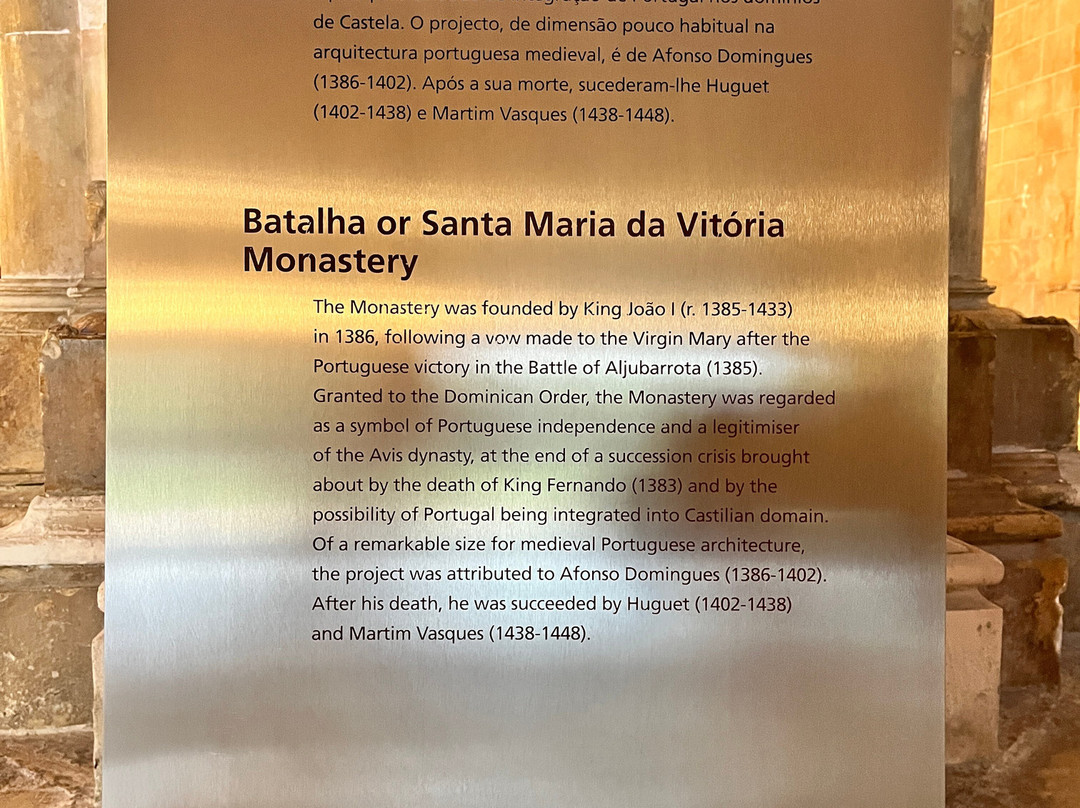 integração de Portugal nos domínios
de Castela. O projecto, de dimensão pouco habitual na
arquitectura portuguesa medieval, é de Afonso Domingues
(1386-1402). Após a sua morte, sucederam-lhe Huguet
(1402-1438) e Martim Vasques (1438-1448).
Batalha or Santa Maria da Vitória
Monastery
The Monastery was founded by King João I (r. 1385-1433)
in 1386, following a vow made to the Virgin Mary after the
Portuguese victory in the Battle of Aljubarrota (1385).
Granted to the Dominican Order, the Monastery was regarded
as a symbol of Portuguese independence and a legitimiser
of the Avis dynasty, at the end of a succession crisis brought
about by the death of King Fernando (1383) and by the
possibility of Portugal being integrated into Castilian domain.
Of a remarkable size for medieval Portuguese architecture,
the project was attributed to Afonso Domingues (1386-1402).
After his death, he was succeeded by Huguet (1402-1438)
and Martim Vasques (1438-1448).